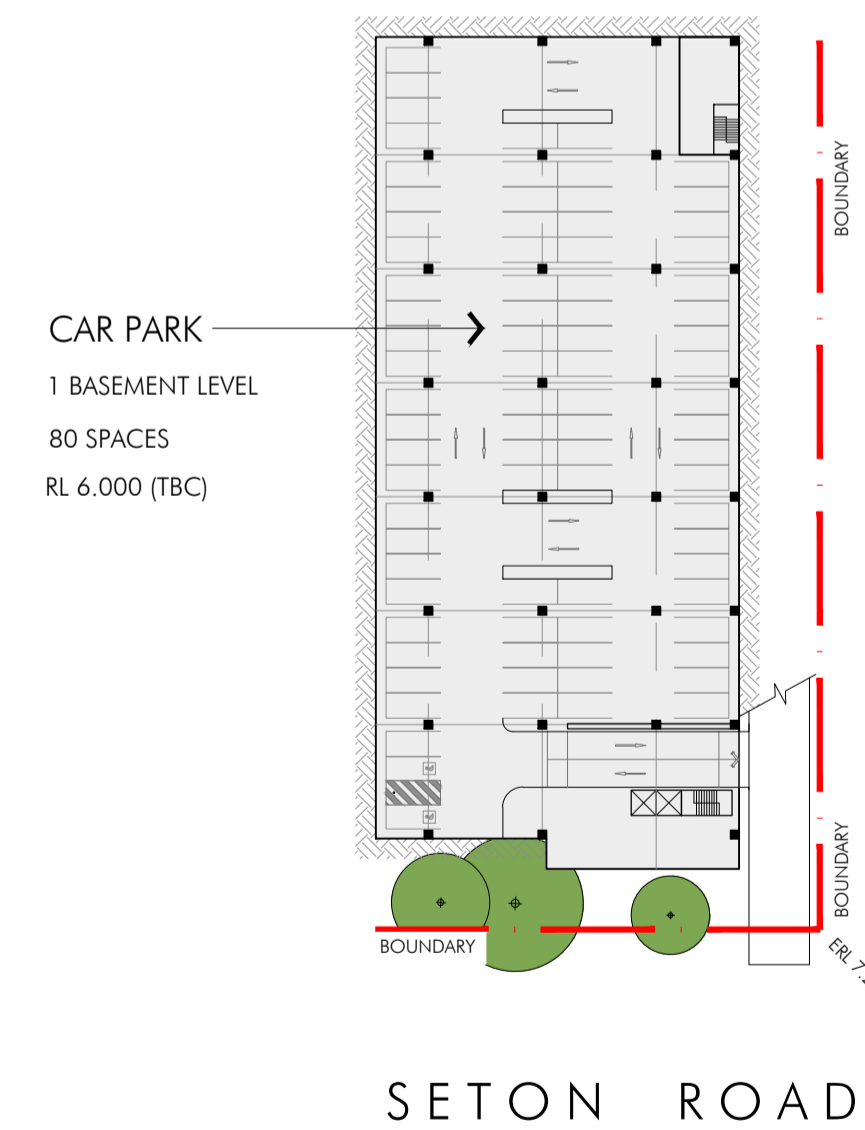 BOUNDARY
CAR PARK
1 BASEMENT LEVEL
80 SPACES
RL 6.000 (TBC)
BOUNDARY
BOUNDARY
SETON ROAD